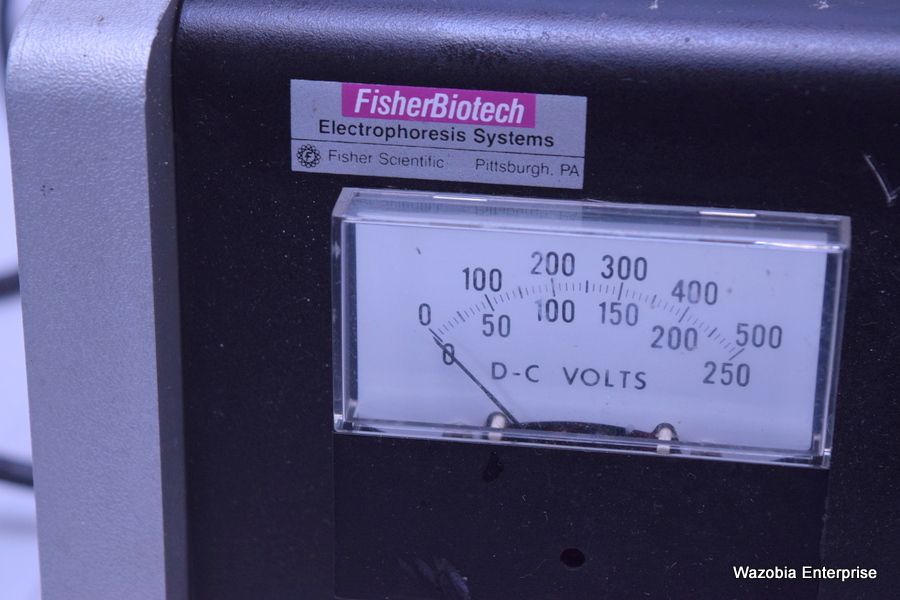 FisherBiotech
Electrophoresis Systems
Fisher Scientific Pittsburgh, PA
0 100 200 300 400 500
0 50 100 150 200 250
D-C VOLTS
Wazobia Enterprise